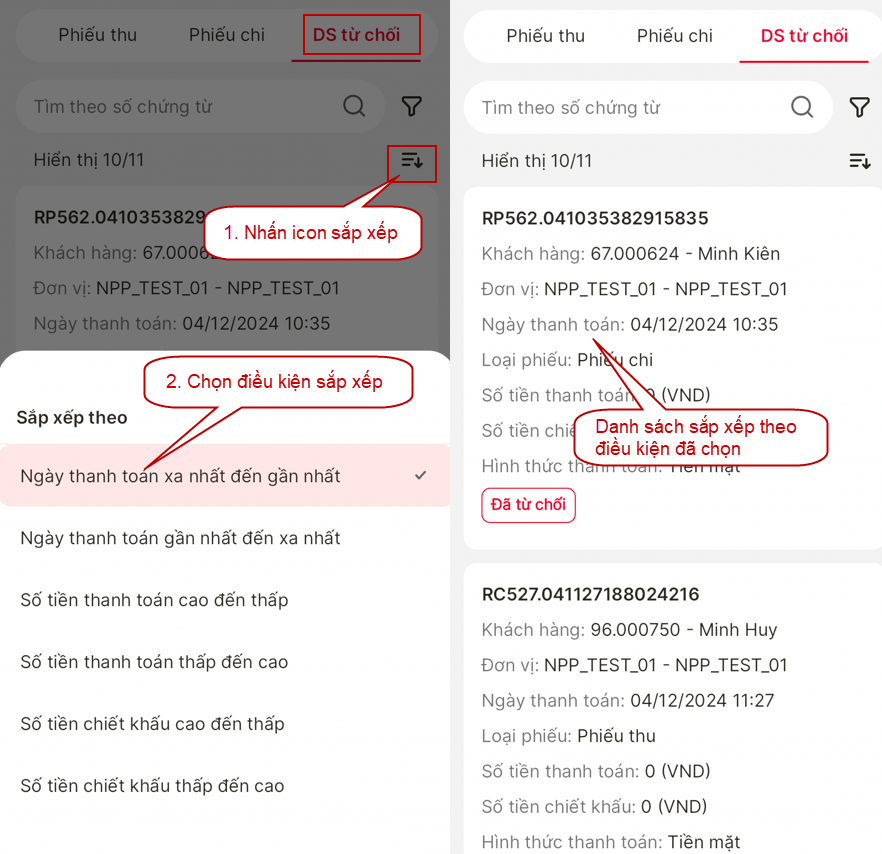 Phiếu thu Phiếu chi DS từ chối
Tìm theo số chứng từ
Hiển thị 10/11
RP562.0410353829
1. Nhấn icon sắp xếp
Khách hàng: 67.00062
Đơn vị: NPP_TEST_01 - NPP_TEST_01
Ngày thanh toán: 04/12/2024 10:35
2. Chọn điều kiện sắp xếp
Sắp xếp theo
Ngày thanh toán xa nhất đến gần nhất
Ngày thanh toán gần nhất đến xa nhất
Số tiền thanh toán cao đến thấp
Số tiền thanh toán thấp đến cao
Số tiền chiết khấu cao đến thấp
Số tiền chiết khấu thấp đến cao
Phiếu thu Phiếu chi DS từ chối
Tìm theo số chứng từ
Hiển thị 10/11
RP562.041035382915835
Khách hàng: 67.000624 - Minh Kiên
Đơn vị: NPP_TEST_01 - NPP_TEST_01
Ngày thanh toán: 04/12/2024 10:35
Loại phiếu: Phiếu chi
Số tiền thanh toán: 0 (VND)
Danh sách sắp xếp theo
điều kiện đã chọn
Số tiền chiế
Hình thức thanh toán: Tiền mặt
Đã từ chối
RC527.041127188024216
Khách hàng: 96.000750 - Minh Huy
Đơn vị: NPP_TEST_01 - NPP_TEST_01
Ngày thanh toán: 04/12/2024 11:27
Loại phiếu: Phiếu thu
Số tiền thanh toán: 0 (VND)
Số tiền chiết khấu: 0 (VND)
Hình thức thanh toán: Tiền mặt